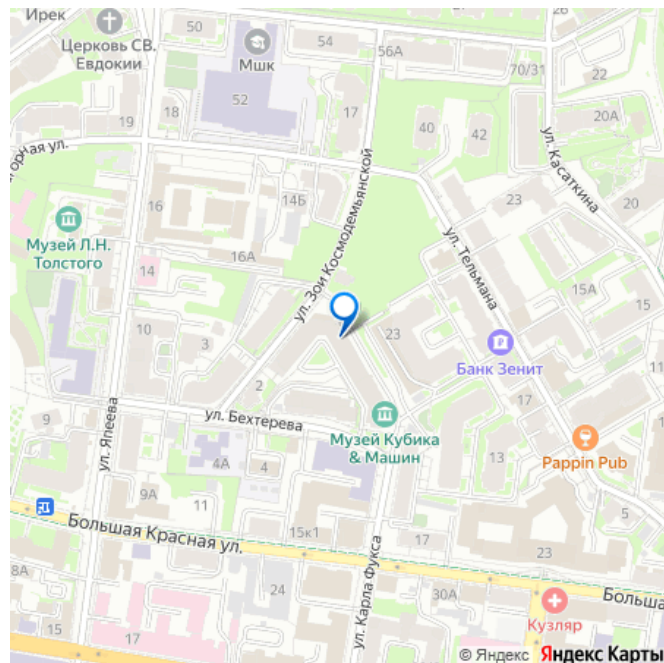 Ирек
50
54
Церковь СВ.
Евдокии
Мшк
56А
52
70/31
22
20А
18
17
40
42
19
ул. Касаткина
ул. Зои Космодемьянской
горная ул.
14Б
16
23
20
Музей Л.Н.
Толстого
16А
ул. Тельмана
14
15А
10
3
23
Банк Зенит
2
17
9
ул. Бехтерева
Музей Кубика
& Машин
ул. Япеева
4А
4
13
Pappin Pub
9А
11
5
Большая Красная ул.
15к1
17
23
8А
24
30А
Больша
15
17
ул. Карла Фукса
Кузляр
© Яндекс Яндекс Карты